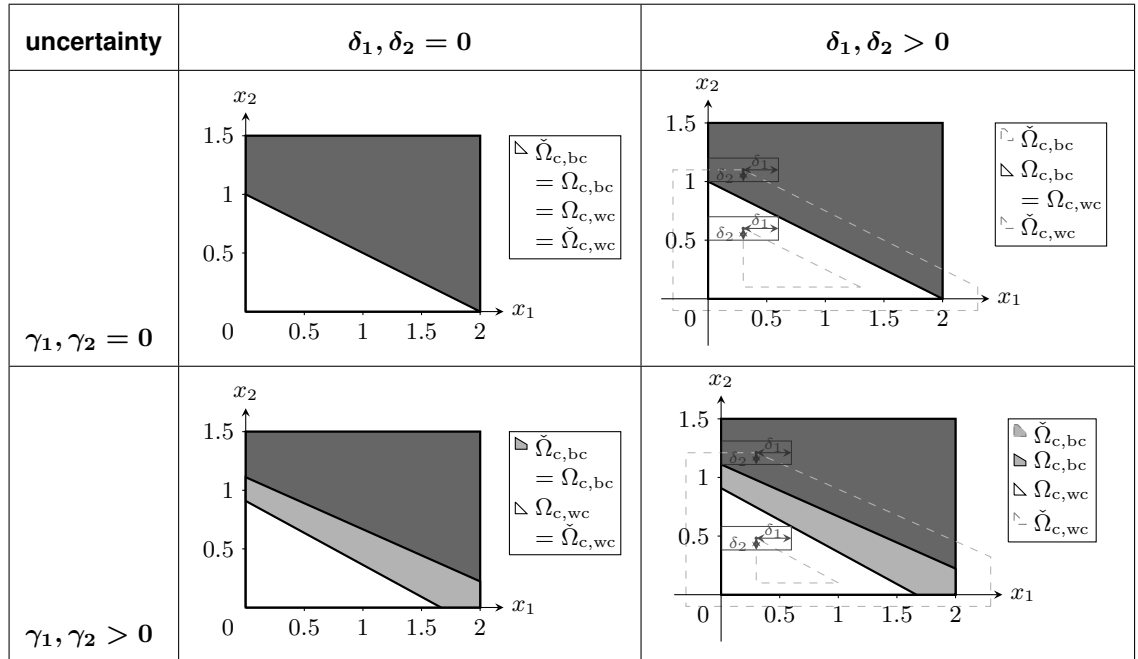 uncertainty
δ₁, δ₂ = 0
δ₁, δ₂ > 0
γ₁, γ₂ = 0
x₂
1.5
1
0.5
0
0.5
1
1.5
2
x₁
Ω̌c,bc
= Ωc,bc
= Ωc,wc
= Ω̌c,wc
x₂
1.5
1
0.5
0
0.5
1
1.5
2
x₁
δ₁
δ₂
δ₁
δ₂
Ω̌c,bc
Ωc,bc
= Ωc,wc
Ω̌c,wc
γ₁, γ₂ > 0
x₂
1.5
1
0.5
0
0.5
1
1.5
2
x₁
Ω̌c,bc
= Ωc,bc
Ωc,wc
= Ω̌c,wc
x₂
1.5
1
0.5
0
0.5
1
1.5
2
x₁
δ₁
δ₂
δ₁
δ₂
Ω̌c,bc
Ωc,bc
Ωc,wc
Ω̌c,wc